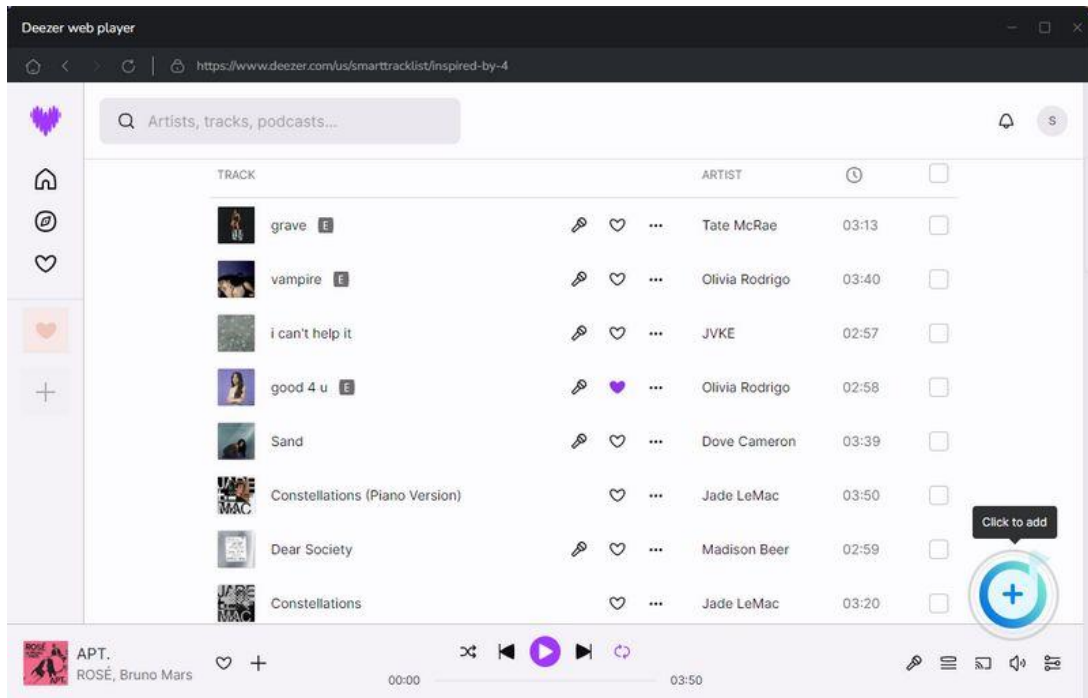 Deezer web player
https://www.deezer.com/us/smarttracklist/inspired-by-4
Artists, tracks, podcasts...
S
TRACK ARTIST
grave E Tate McRae 03:13
vampire E Olivia Rodrigo 03:40
i can't help it JVKE 02:57
good 4 u E Olivia Rodrigo 02:58
Sand Dove Cameron 03:39
Constellations (Piano Version) Jade LeMac 03:50
Click to add
Dear Society Madison Beer 02:59
Constellations Jade LeMac 03:20
APT.
ROSÉ, Bruno Mars
00:00 03:50